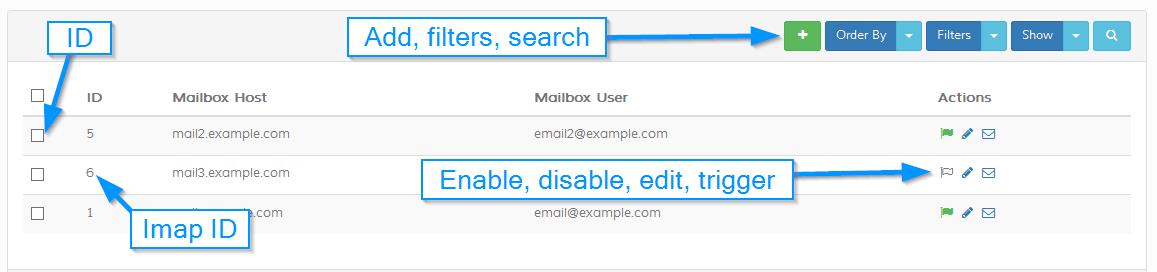 ID
Add, filters, search
Order By
Filters
Show
ID
Mailbox Host
Mailbox User
Actions
5
mail2.example.com
email2@example.com
6
mail3.example.com
Enable, disable, edit, trigger
1
e.com
email@example.com
Imap ID